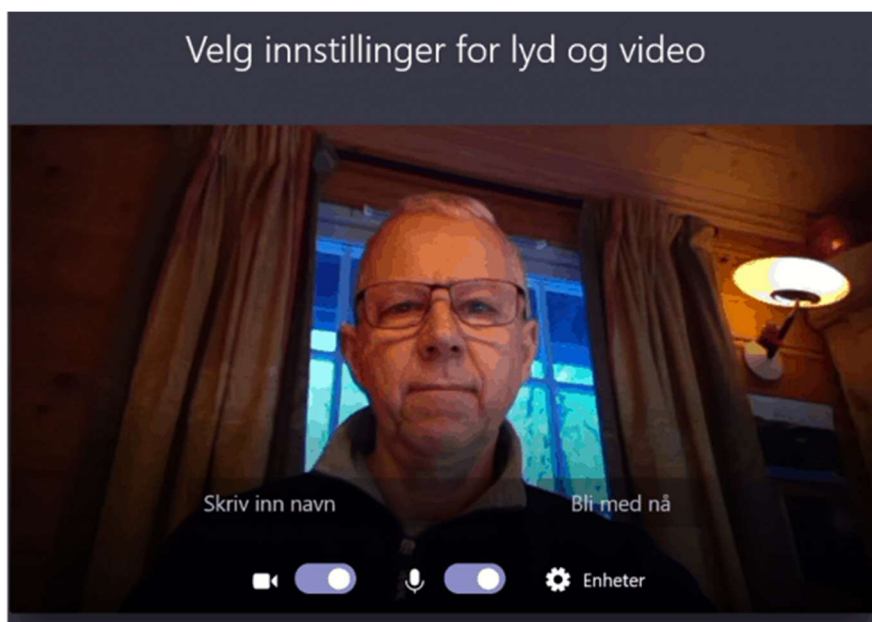 Velg innstillinger for lyd og video
Skriv inn navn
Bli med nå
Enheter